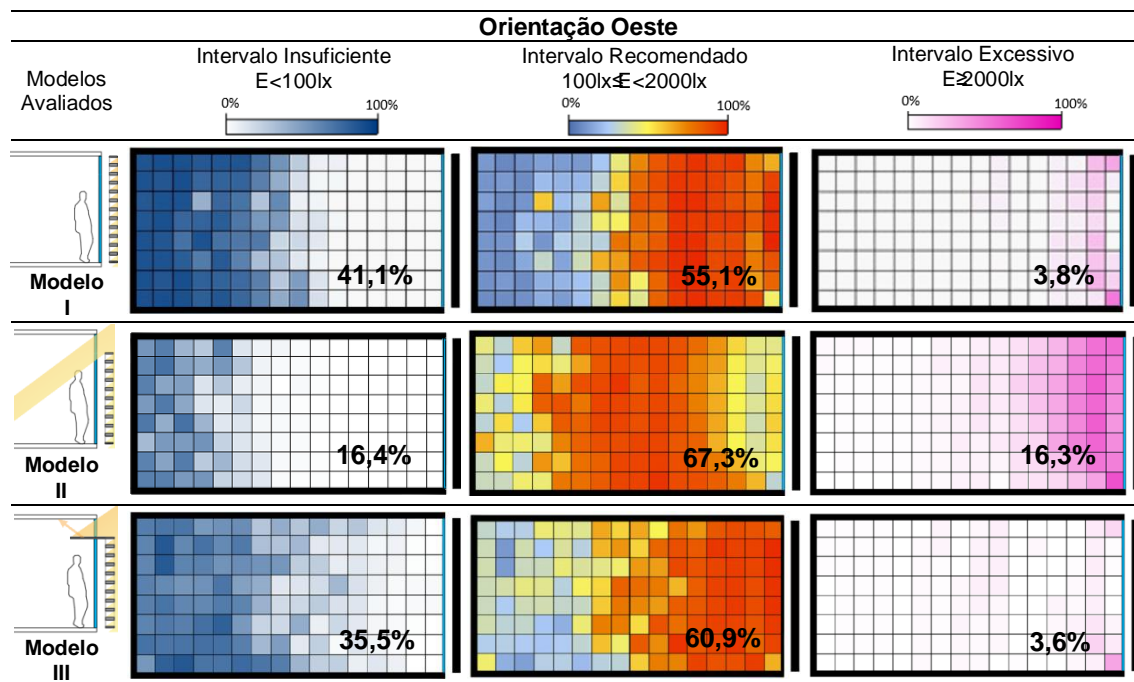 Orientação Oeste
Modelos
Avaliados
Intervalo Insuficiente
E<100lx
0% 100%
Intervalo Recomendado
100lx≤E<2000lx
0% 100%
Intervalo Excessivo
E≥2000lx
0% 100%
Modelo
I
41,1%
55,1%
3,8%
Modelo
II
16,4%
67,3%
16,3%
Modelo
III
35,5%
60,9%
3,6%